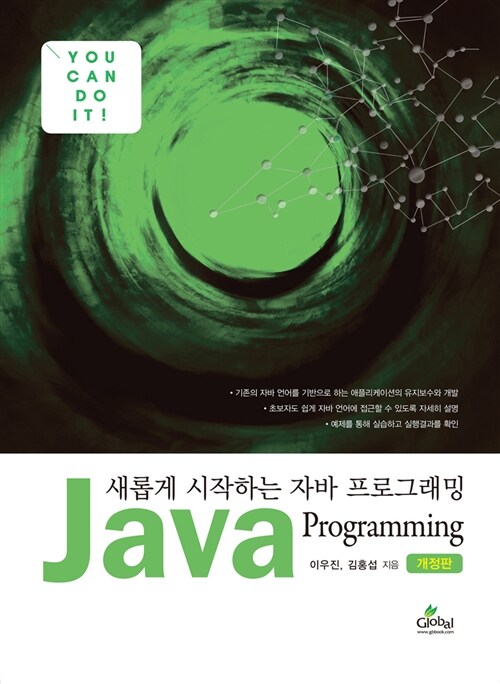 YOU
CAN
DO
IT!
• 기존의 자바 언어를 기반으로 하는 애플리케이션의 유지보수와 개발
• 초보자도 쉽게 자바 언어에 접근할 수 있도록 자세히 설명
• 예제를 통해 실습하고 실행결과를 확인
새롭게 시작하는 자바 프로그래밍
Java Programming
이우진, 김홍섭 지음 개정판
Global
www.gbbook.com